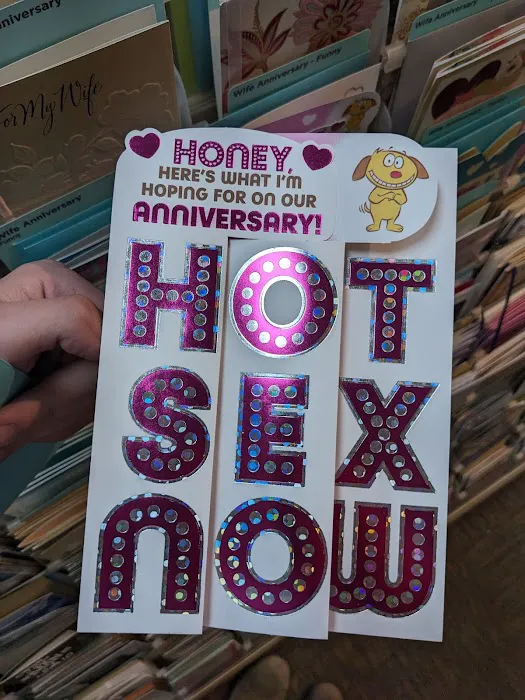 Wife Anniversary - Funny
Wife Anniversary
For My Wife
Wife Anniversary
HONEY,
HERE'S WHAT I'M
HOPING FOR ON OUR
ANNIVERSARY!
HOT
SEX
NOW